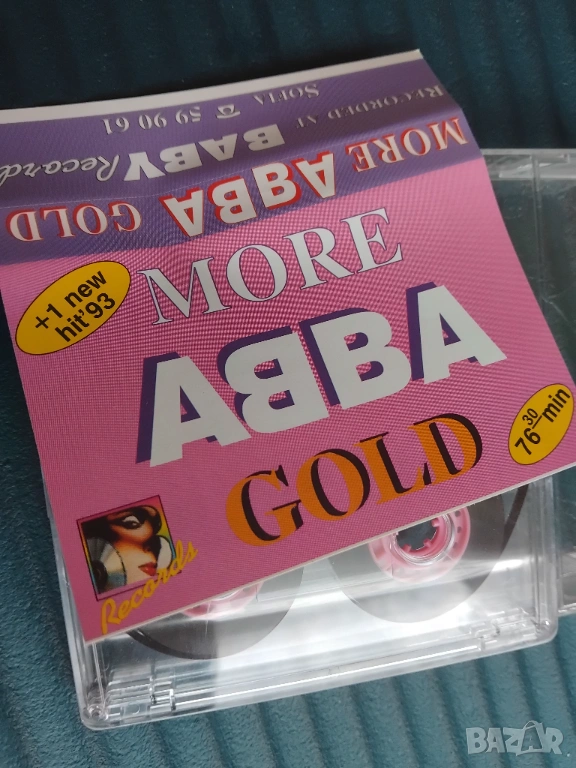 SOFIA ☎ 59 90 61
RECORDED AT BABY Records
MORE ABBA GOLD
MORE
ABBA
GOLD
+1 new
hit'93
76 30 min
Records
BAZAR